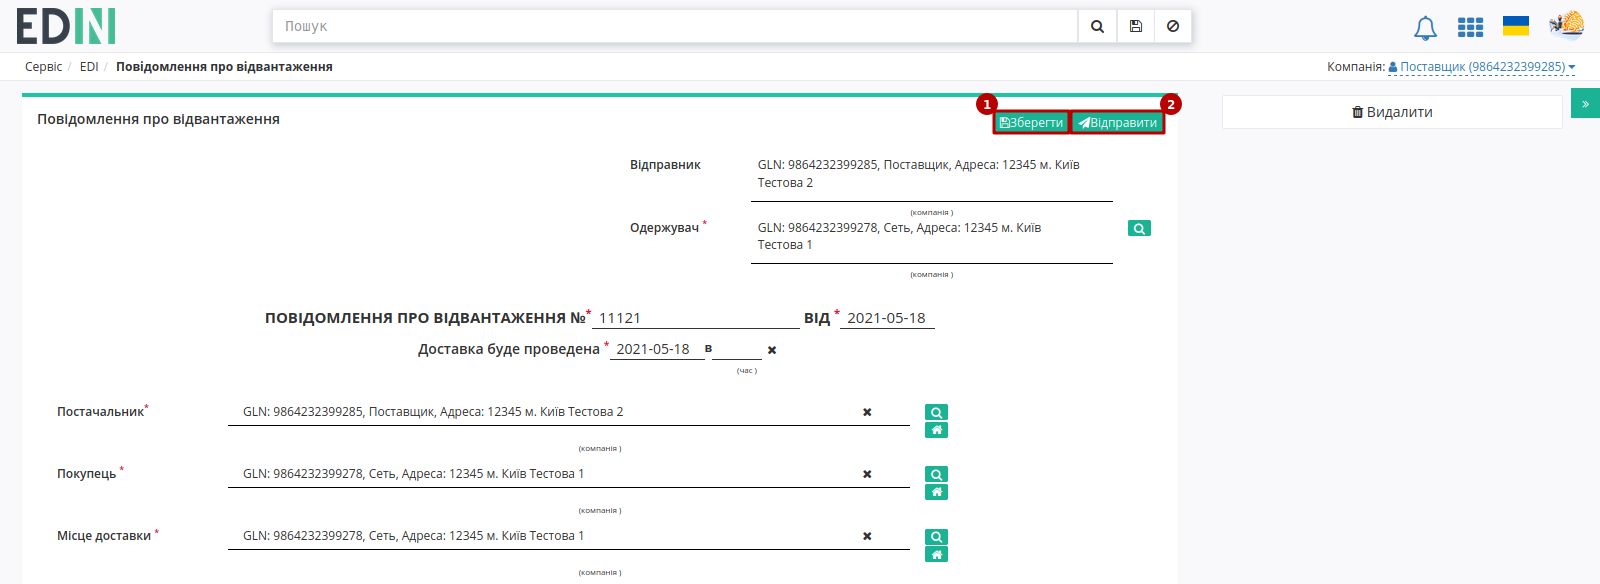 EDIN
Пошук
Сервіс / EDI / Повідомлення про відвантаження
Компанія: Поставщик (9864232399285)
1
2
Повідомлення про відвантаження
Зберегти
Відправити
Видалити
»
Відправник
GLN: 9864232399285, Поставщик, Адреса: 12345 м. Київ
Тестова 2
(компанія )
Одержувач *
GLN: 9864232399278, Сеть, Адреса: 12345 м. Київ
Тестова 1
(компанія )
ПОВІДОМЛЕННЯ ПРО ВІДВАНТАЖЕННЯ №* 11121 ВІД * 2021-05-18
Доставка буде проведена * 2021-05-18 в
(час )
Постачальник* GLN: 9864232399285, Поставщик, Адреса: 12345 м. Київ Тестова 2
(компанія )
Покупець * GLN: 9864232399278, Сеть, Адреса: 12345 м. Київ Тестова 1
(компанія )
Місце доставки * GLN: 9864232399278, Сеть, Адреса: 12345 м. Київ Тестова 1
(компанія )